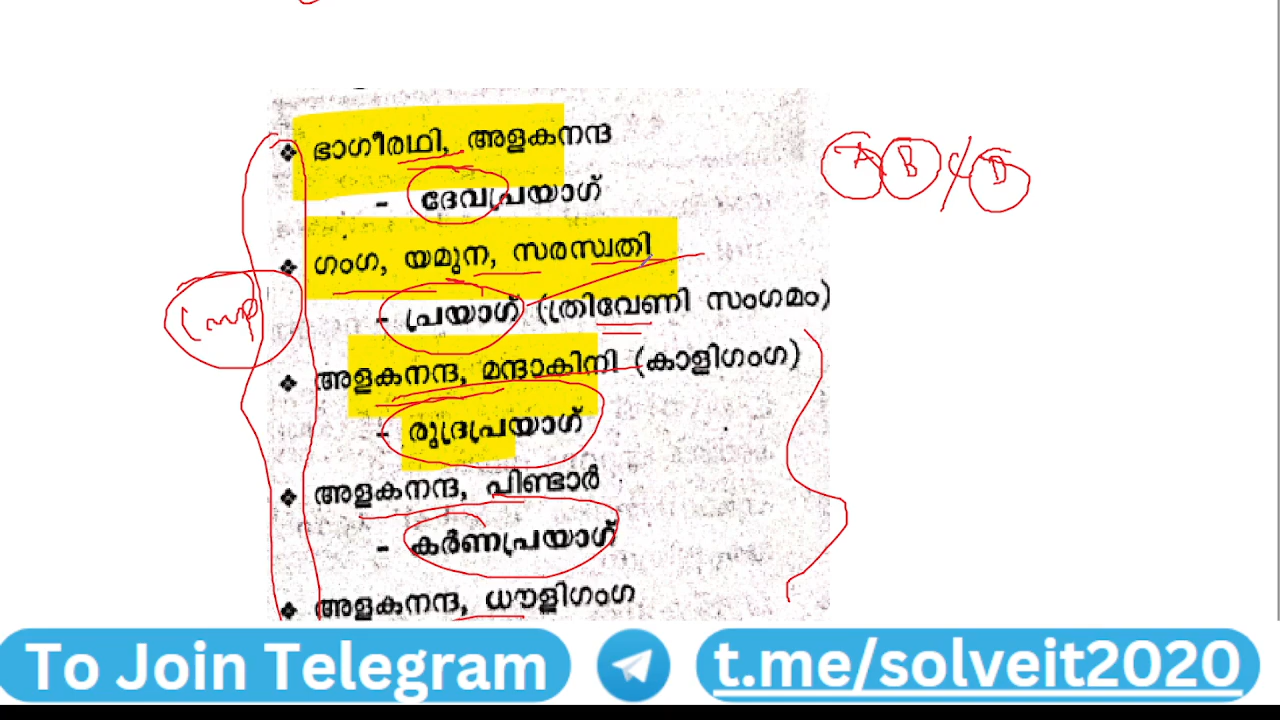 ❖ ഭാഗീരഥി, അളകനന്ദ
- ദേവപ്രയാഗ്
❖ ഗംഗ, യമുന, സരസ്വതി
- പ്രയാഗ് (ത്രിവേണി സംഗമം)
❖ അളകനന്ദ, മന്ദാകിനി (കാളിഗംഗ)
- രുദ്രപ്രയാഗ്
❖ അളകനന്ദ, പിണ്ടാർ
- കർണപ്രയാഗ്
❖ അളകനന്ദ, ധൗളിഗംഗ
A B C D
Imp
To Join Telegram
t.me/solveit2020